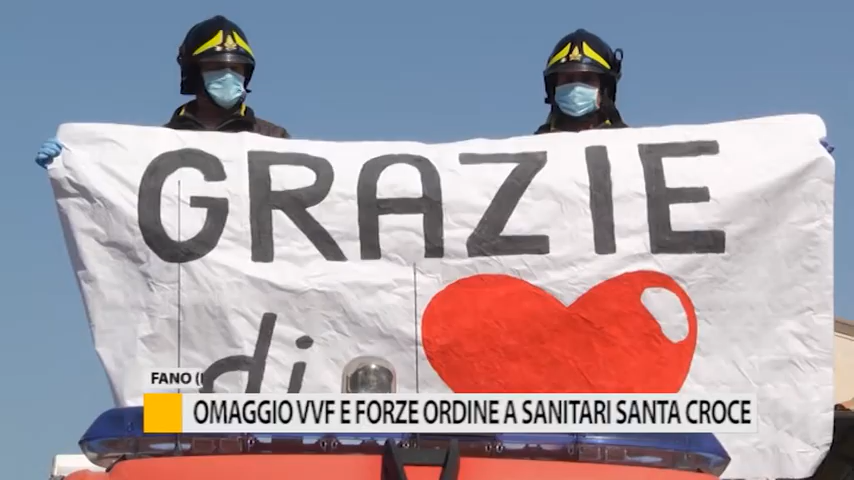 GRAZIE
di
FANO (
OMAGGIO VVF E FORZE ORDINE A SANITARI SANTA CROCE